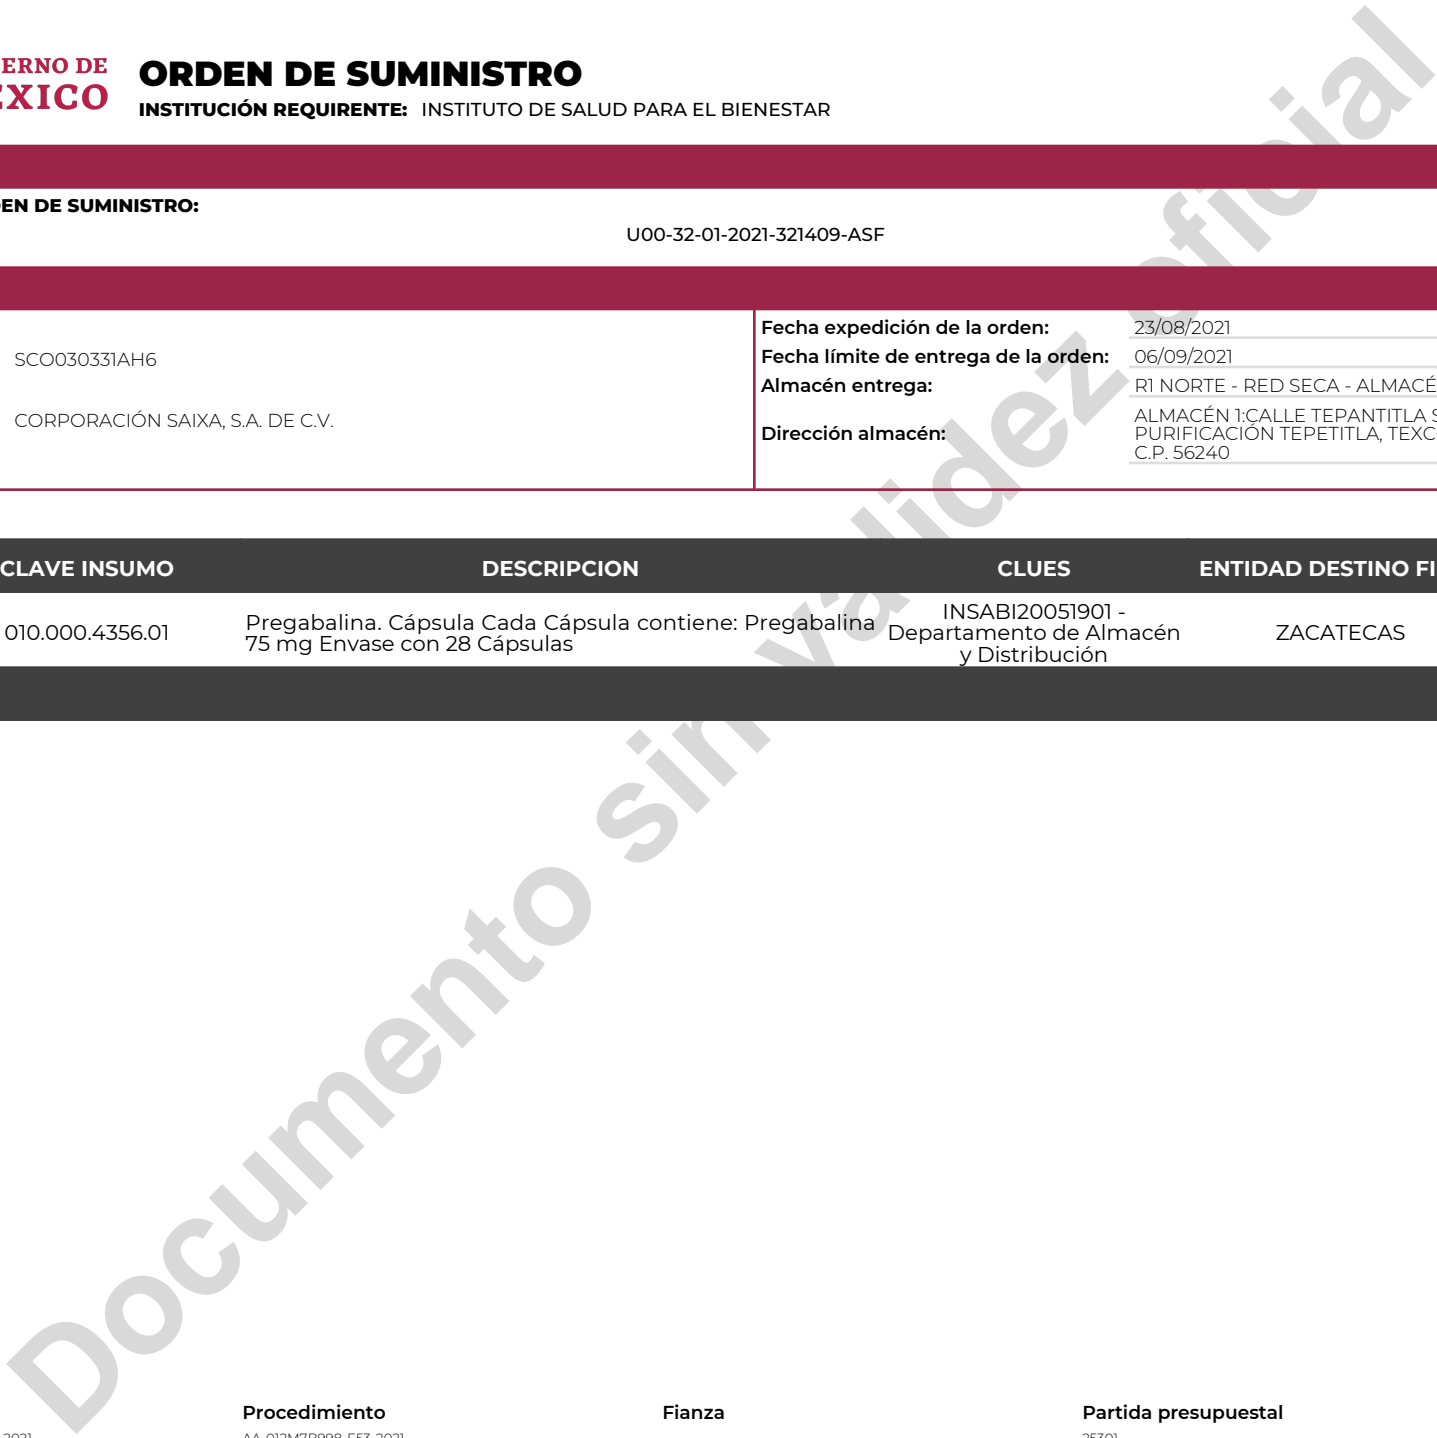 ERNO DE
EXICO
ORDEN DE SUMINISTRO
INSTITUCIÓN REQUIRENTE: INSTITUTO DE SALUD PARA EL BIENESTAR
EN DE SUMINISTRO:
U00-32-01-2021-321409-ASF
SCO030331AH6
CORPORACIÓN SAIXA, S.A. DE C.V.
Fecha expedición de la orden: 23/08/2021
Fecha límite de entrega de la orden: 06/09/2021
Almacén entrega: R1 NORTE - RED SECA - ALMACÉ
Dirección almacén:
ALMACÉN 1:CALLE TEPANTITLA S
PURIFICACIÓN TEPETITLA, TEXC
C.P. 56240
CLAVE INSUMO DESCRIPCION CLUES ENTIDAD DESTINO FI
010.000.4356.01
Pregabalina. Cápsula Cada Cápsula contiene: Pregabalina
75 mg Envase con 28 Cápsulas
INSABI20051901 -
Departamento de Almacén
y Distribución
ZACATECAS
Documento sin validez oficial
Procedimiento Fianza Partida presupuestal